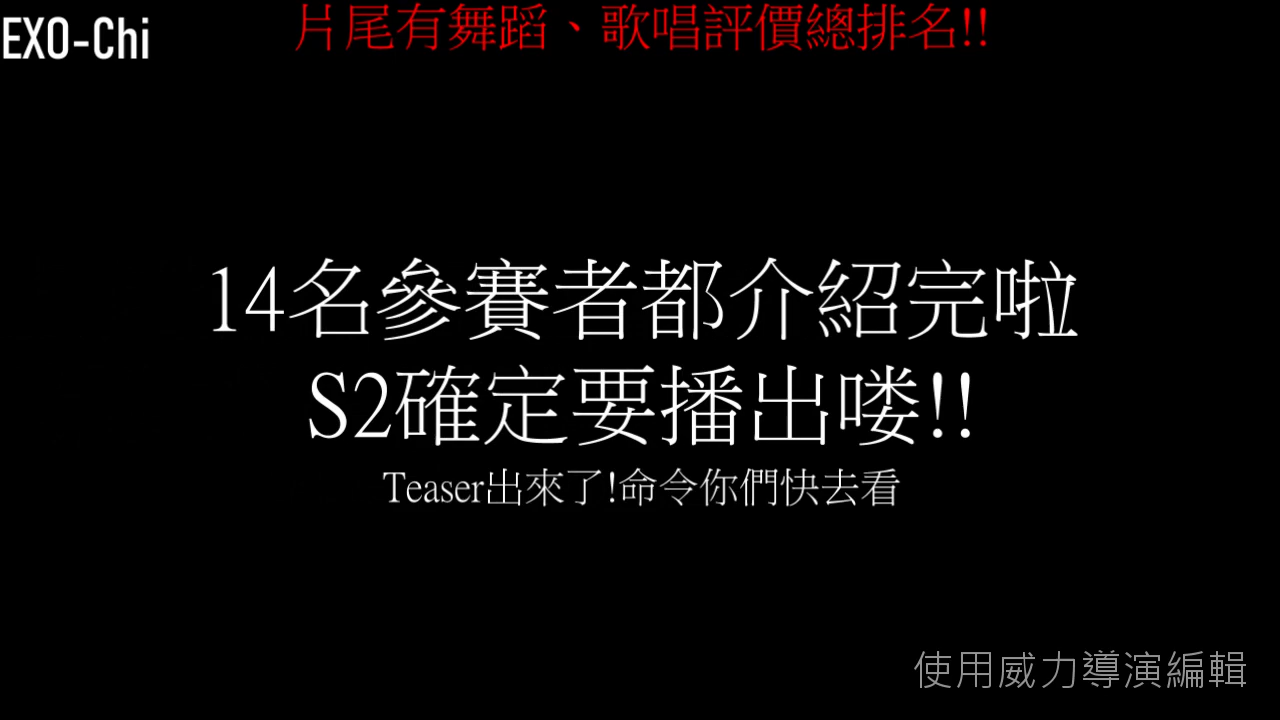 EXO-Chi
片尾有舞蹈、歌唱評價總排名!!
14名參賽者都介紹完啦
S2確定要播出喽!!
Teaser出來了!命令你們快去看
使用威力導演編輯